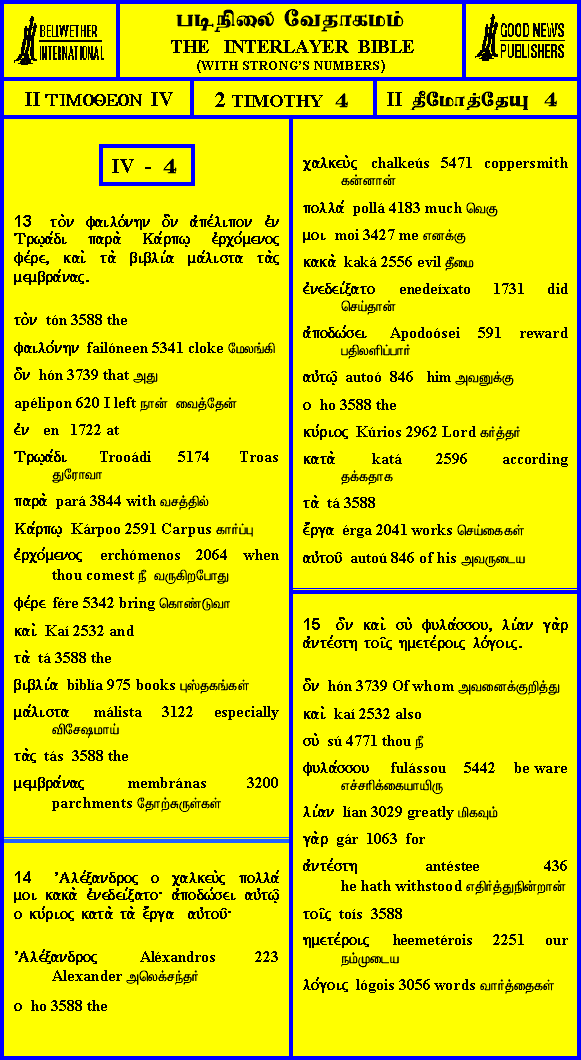 BELLWETHER
INTERNATIONAL
படிநிலை வேதாகமம்
THE INTERLAYER BIBLE
(WITH STRONG'S NUMBERS)
GOOD NEWS
PUBLISHERS
II ΤΙΜΟΘΕΟΝ IV
2 TIMOTHY 4
II தீமோத்தேயு 4
IV - 4
13 τὸν φαιλόνην ὃν ἀπέλιπον ἐν
Τρῳάδι παρὰ Κάρπῳ ἐρχόμενος
φέρε, καὶ τὰ βιβλία μάλιστα τὰς
μεμβράνας.
τὸν tón 3588 the
φαιλόνην failóneen 5341 cloke மேலங்கி
ὃν hón 3739 that அது
apélipon 620 I left நான் வைத்தேன்
ἐν en 1722 at
Τρῳάδι Trooádi 5174 Troas
துரோவா
παρὰ pará 3844 with வசத்தில்
Κάρπῳ Kárpoo 2591 Carpus கார்ப்பு
ἐρχόμενος erchómenos 2064 when
thou comest நீ வருகிறபோது
φέρε fére 5342 bring கொண்டுவா
καὶ Kaí 2532 and
τὰ tá 3588 the
βιβλία biblía 975 books புஸ்தகங்கள்
μάλιστα málista 3122 especially
விசேஷமாய்
τὰς tás 3588 the
μεμβράνας membránas 3200
parchments தோற்சுருள்கள்
14 Ἀλέξανδρος ο χαλκεὺς πολλά
μοι κακὰ ἐνεδείξατο· ἀποδώσει αὐτῷ
ο κύριος κατὰ τὰ ἔργα αὐτοῦ·
Ἀλέξανδρος Aléxandros 223
Alexander அலெக்சந்தர்
ο ho 3588 the
χαλκεὺς chalkeús 5471 coppersmith
கன்னான்
πολλά pollá 4183 much வெகு
μοι moi 3427 me எனக்கு
κακὰ kaká 2556 evil தீமை
ἐνεδείξατο enedeíxato 1731 did
செய்தான்
ἀποδώσει Apodoósei 591 reward
பதிலளிப்பார்
αὐτῷ autoó 846 him அவனுக்கு
ο ho 3588 the
κύριος Kúrios 2962 Lord கர்த்தர்
κατὰ katá 2596 according
தக்கதாக
τὰ tá 3588
ἔργα érga 2041 works செய்கைகள்
αὐτοῦ autoú 846 of his அவருடைய
15 ὃν καὶ σὺ φυλάσσου, λίαν γὰρ
ἀντέστη τοῖς ημετέροις λόγοις.
ὃν hón 3739 Of whom அவனைக்குறித்து
καὶ kaí 2532 also
σὺ sú 4771 thou நீ
φυλάσσου fulássou 5442 be ware
எச்சரிக்கையாயிரு
λίαν lían 3029 greatly மிகவும்
γὰρ gár 1063 for
ἀντέστη antéstee 436
he hath withstood எதிர்த்துநின்றான்
τοῖς toís 3588
ημετέροις heemetérois 2251 our
நம்முடைய
λόγοις lógois 3056 words வார்த்தைகள்